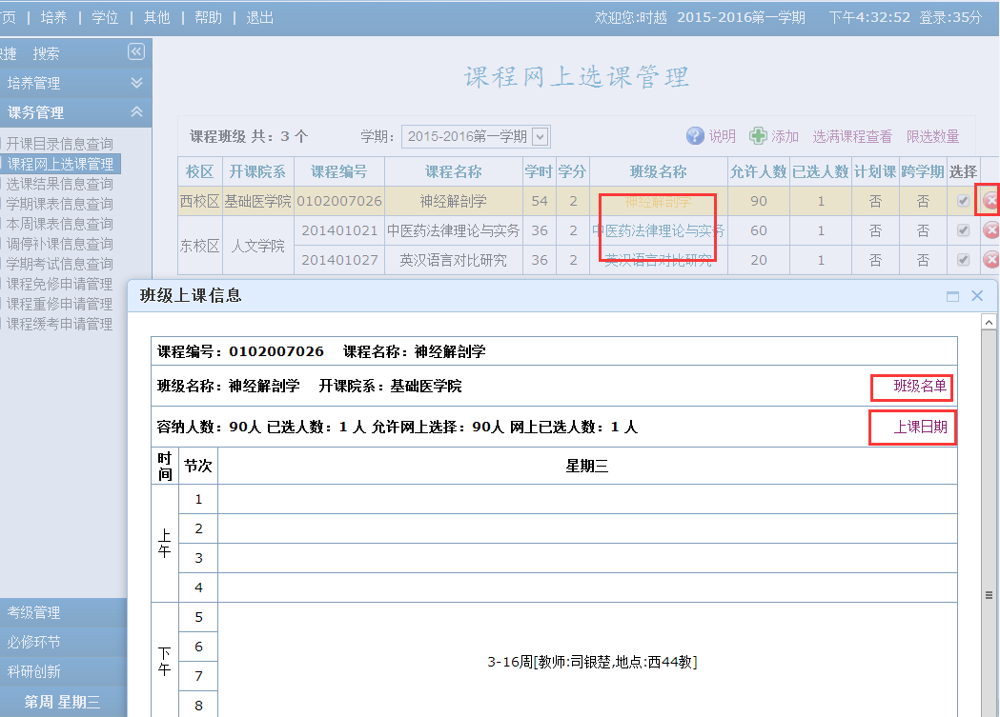 页 | 培养 | 学位 | 其他 | 帮助 | 退出
欢迎您:时越 2015-2016第一学期 下午4:32:52 登录:35分
快捷 搜索
培养管理
课务管理
开课目录信息查询
课程网上选课管理
选课结果信息查询
学期课表信息查询
本周课表信息查询
调停补课信息查询
学期考试信息查询
课程免修申请管理
课程重修申请管理
课程缓考申请管理
考级管理
必修环节
科研创新
第周 星期三
课程网上选课管理
课程班级 共：3 个 学期： 2015-2016第一学期 说明 添加 选满课程查看 限选数量
校区 开课院系 课程编号 课程名称 学时 学分 班级名称 允许人数 已选人数 计划课 跨学期 选择
西校区 基础医学院 0102007026 神经解剖学 54 2 神经解剖学 90 1 否 否
东校区 人文学院 201401021 中医药法律理论与实务 36 2 中医药法律理论与实务 60 1 否 否
201401027 英汉语言对比研究 36 2 英汉语言对比研究 20 1 否 否
班级上课信息
课程编号：0102007026 课程名称：神经解剖学
班级名称：神经解剖学 开课院系：基础医学院 班级名单
容纳人数：90人 已选人数：1 人 允许网上选择：90人 网上已选人数：1 人 上课日期
时间 节次 星期三
上午
1
2
3
4
下午
5
6
7
8
3-16周[教师:司银楚,地点:西44教]